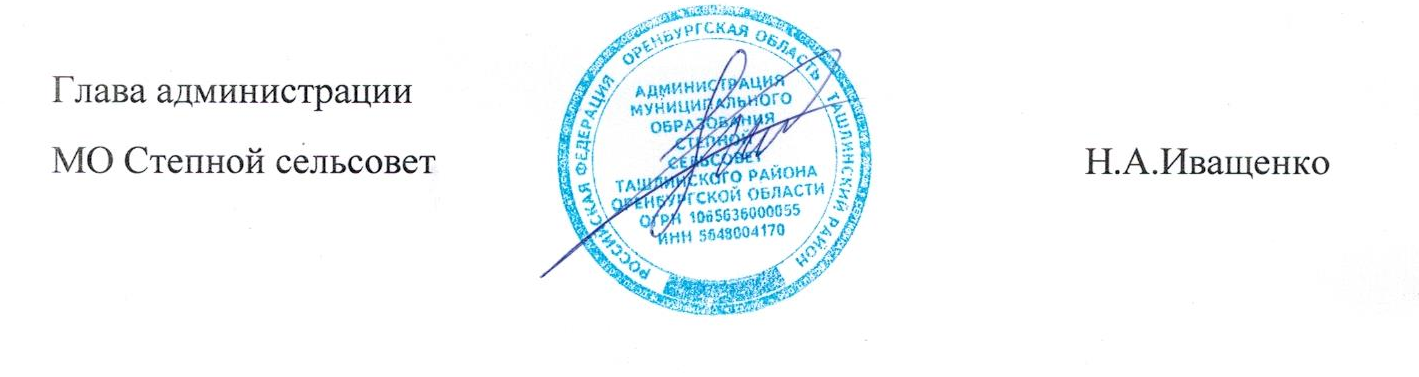 Глава администрации
МО Степной сельсовет
РОССИЙСКАЯ ФЕДЕРАЦИЯ ОРЕНБУРГСКАЯ ОБЛАСТЬ ТАШЛИНСКИЙ РАЙОН
АДМИНИСТРАЦИЯ
МУНИЦИПАЛЬНОГО
ОБРАЗОВАНИЯ
СТЕПНОЙ
СЕЛЬСОВЕТ
ТАШЛИНСКОГО РАЙОНА
ОРЕНБУРГСКОЙ ОБЛАСТИ
ОГРН 1065636000055
ИНН 5648004170
Н.А.Иващенко